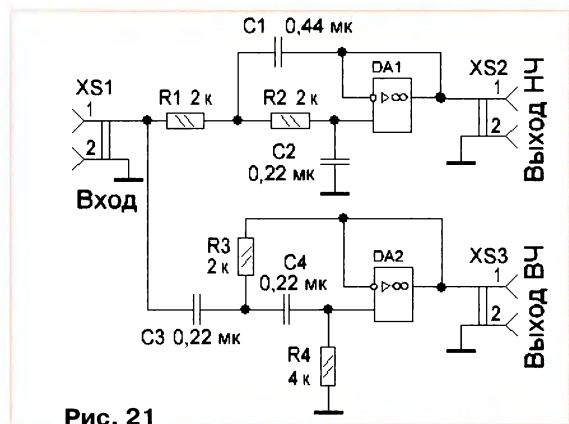 C1 0,44 мк
DA1
XS2
XS1
1
R1 2 к
R2 2 к
1
2
C2
0,22 мк
2
Выход НЧ
Вход
R3
2 к
C4
0,22 мк
DA2
XS3
1
C3 0,22 мк
R4
4 к
2
Выход ВЧ
▷∞
▷∞
Рис. 21